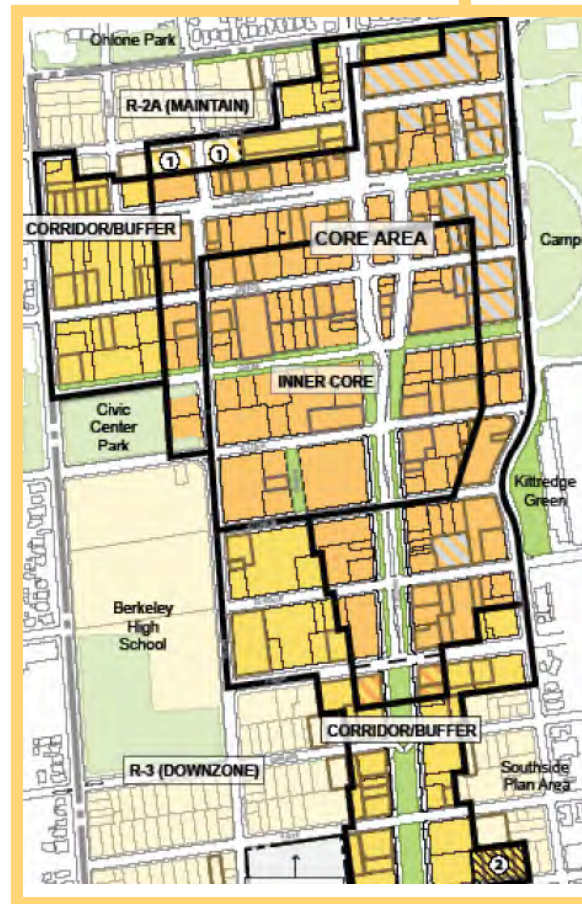 Ohlone Park
R-2A (MAINTAIN)
1
1
CORRIDOR/BUFFER
CORE AREA
Camp
INNER CORE
Civic
Center
Park
Kittredge
Green
Berkeley
High
School
CORRIDOR/BUFFER
R-3 (DOWNZONE)
Southside
Plan Area
2